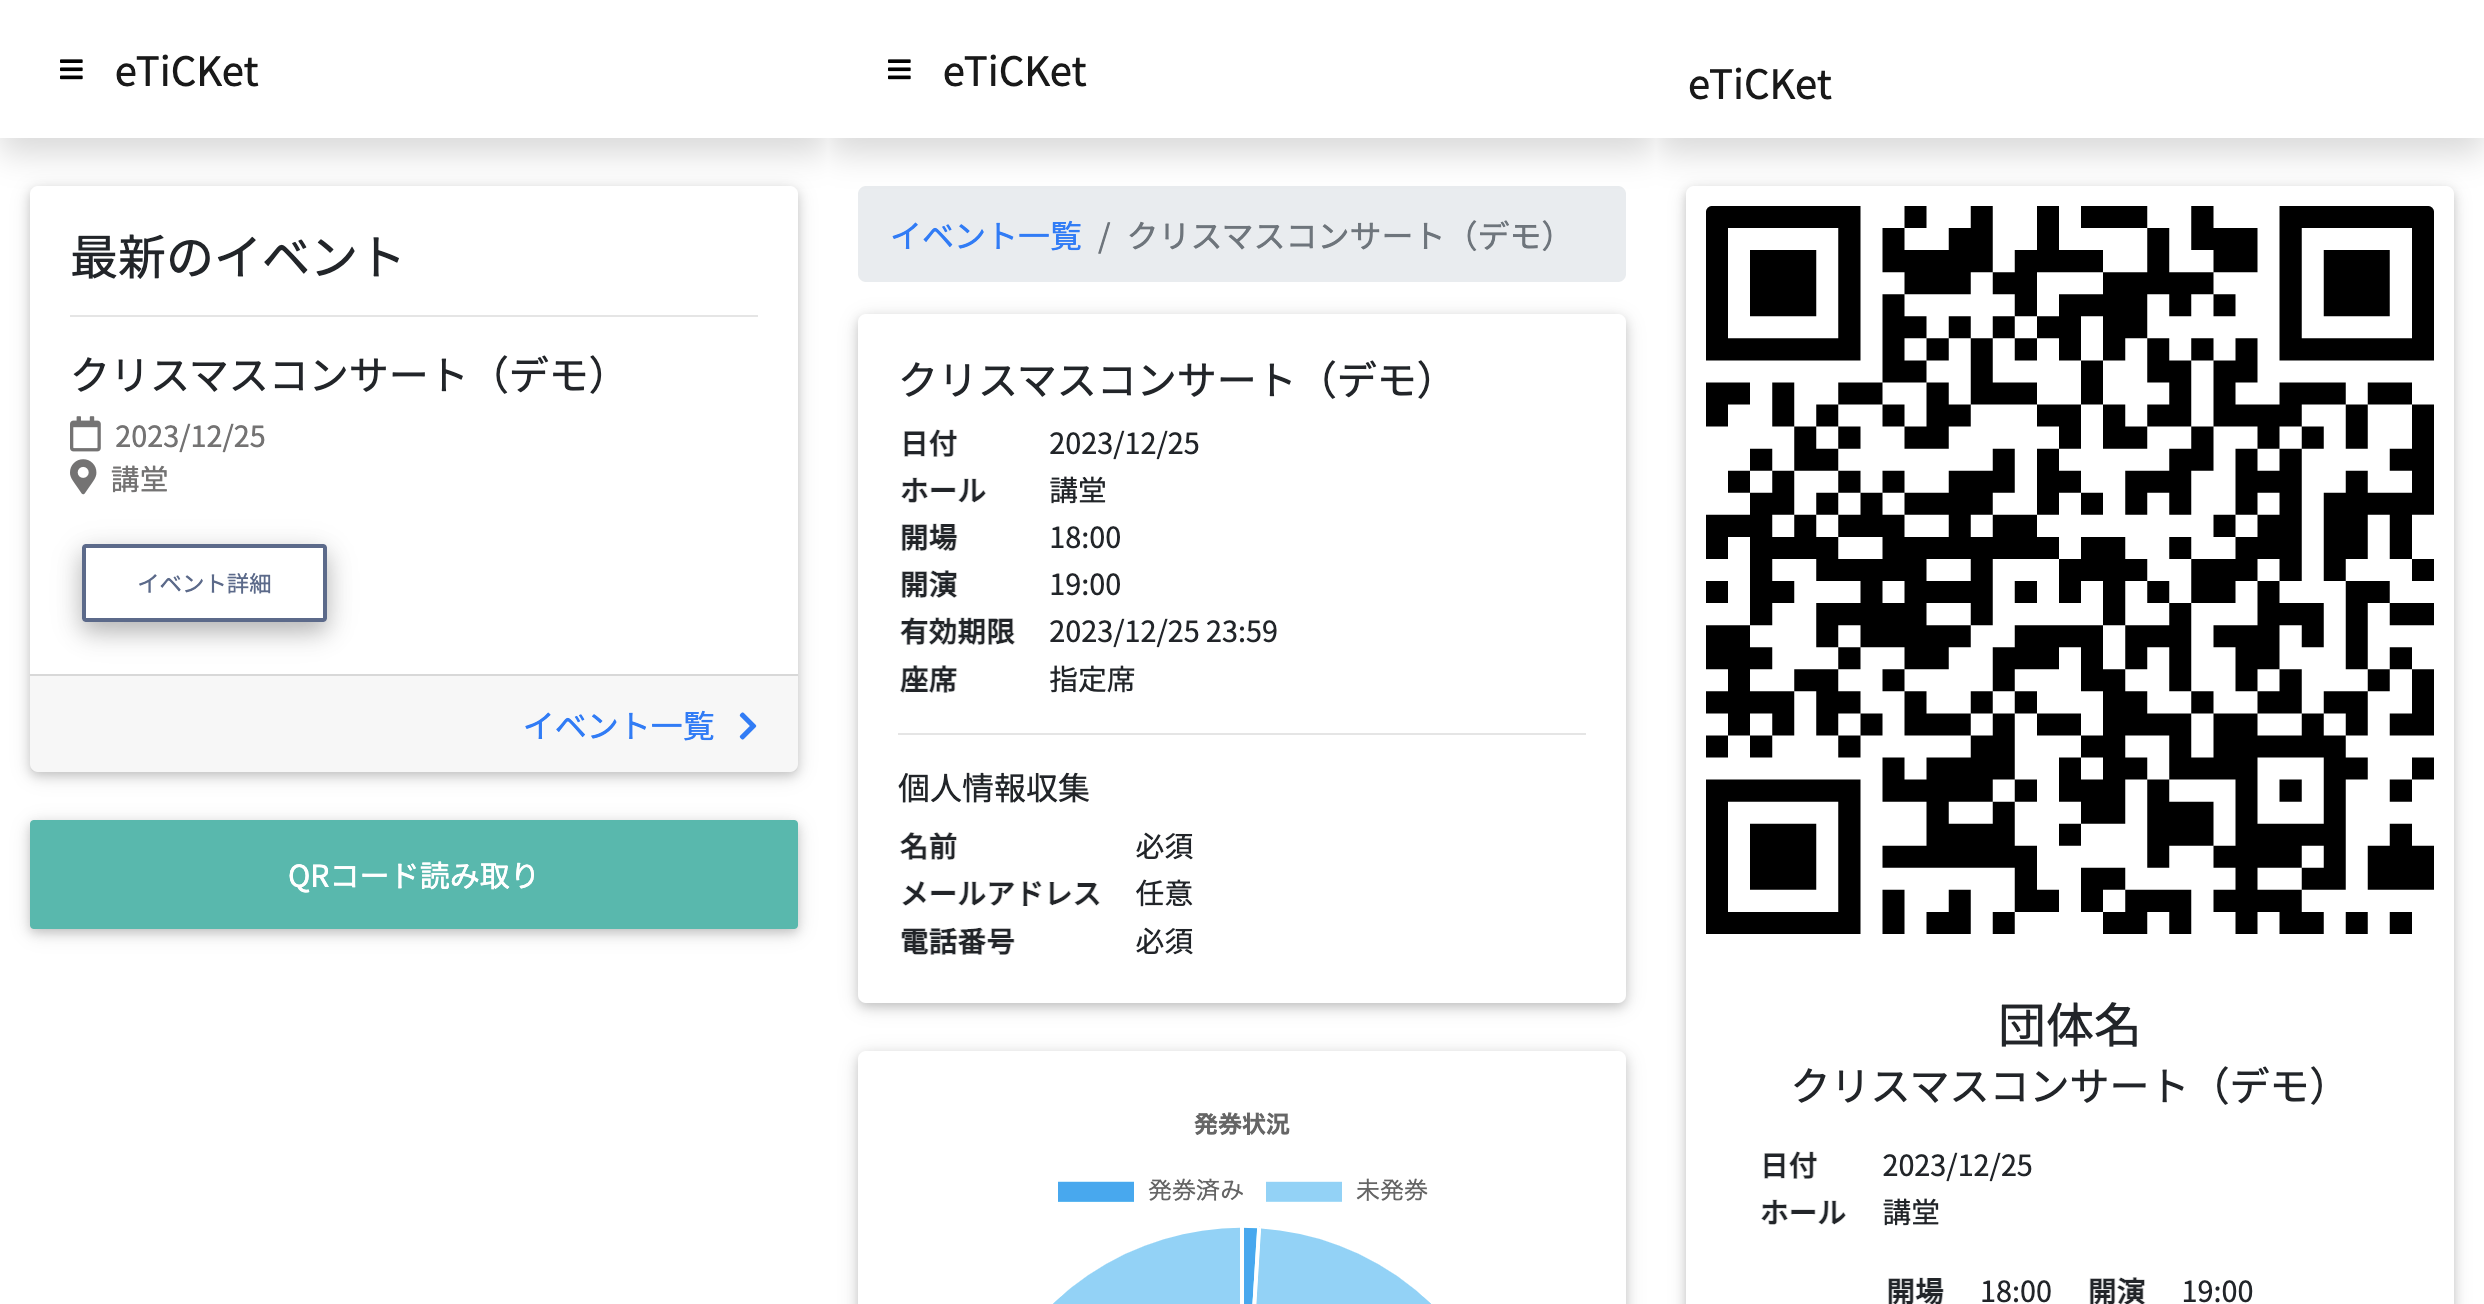 eTiCKet
最新のイベント
クリスマスコンサート（デモ）
2023/12/25
講堂
イベント詳細
イベント一覧
QRコード読み取り
eTiCKet
イベント一覧 / クリスマスコンサート（デモ）
クリスマスコンサート（デモ）
日付 2023/12/25
ホール 講堂
開場 18:00
開演 19:00
有効期限 2023/12/25 23:59
座席 指定席
個人情報収集
名前 必須
メールアドレス 任意
電話番号 必須
発券状況
発券済み 未発券
eTiCKet
団体名
クリスマスコンサート（デモ）
日付 2023/12/25
ホール 講堂
開場 18:00 開演 19:00